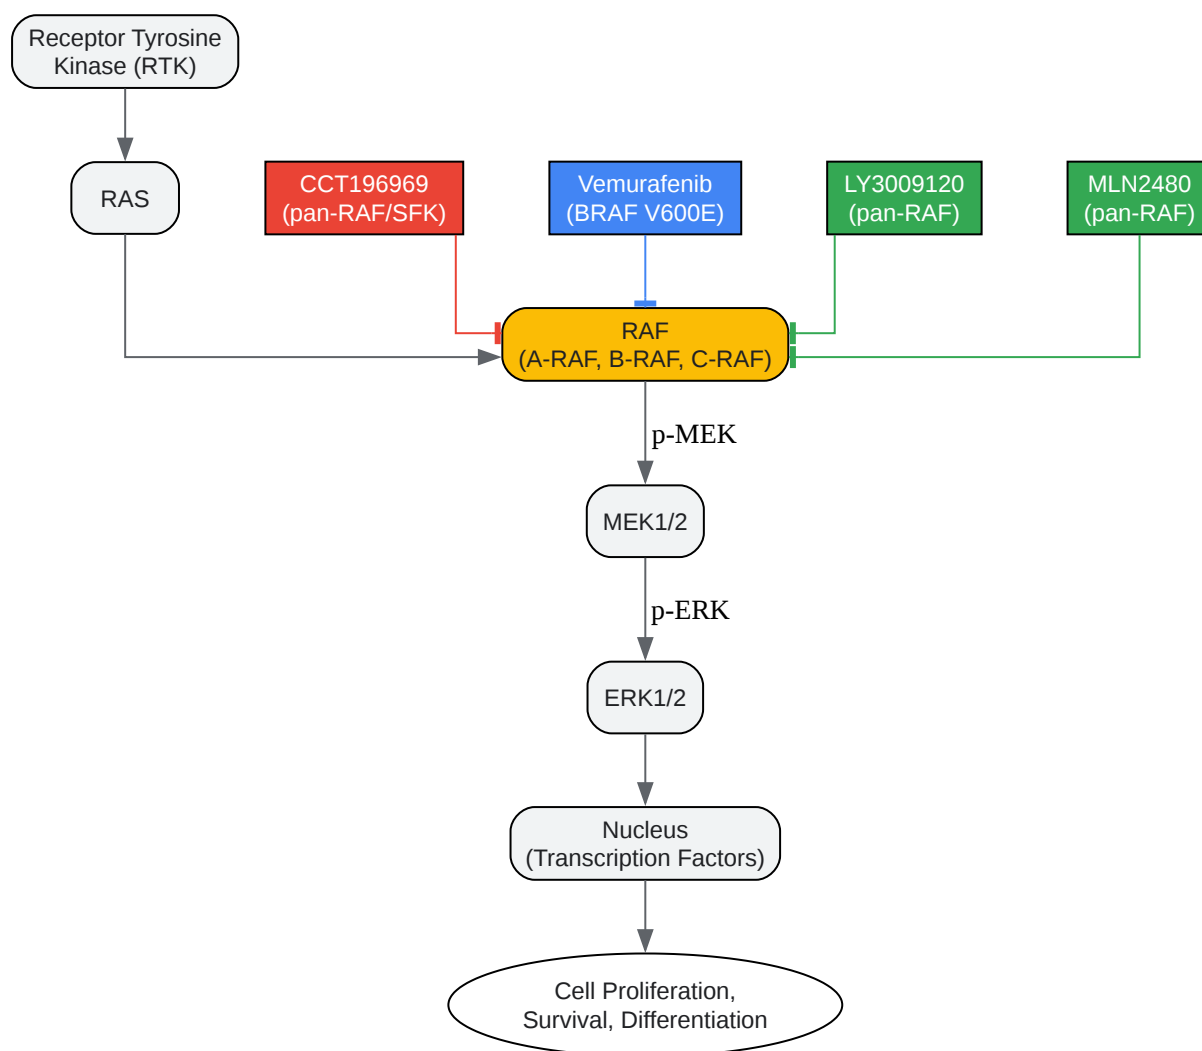 Receptor Tyrosine
Kinase (RTK)
RAS
CCT196969
(pan-RAF/SFK)
Vemurafenib
(BRAF V600E)
LY3009120
(pan-RAF)
MLN2480
(pan-RAF)
RAF
(A-RAF, B-RAF, C-RAF)
p-MEK
MEK1/2
p-ERK
ERK1/2
Nucleus
(Transcription Factors)
Cell Proliferation,
Survival, Differentiation